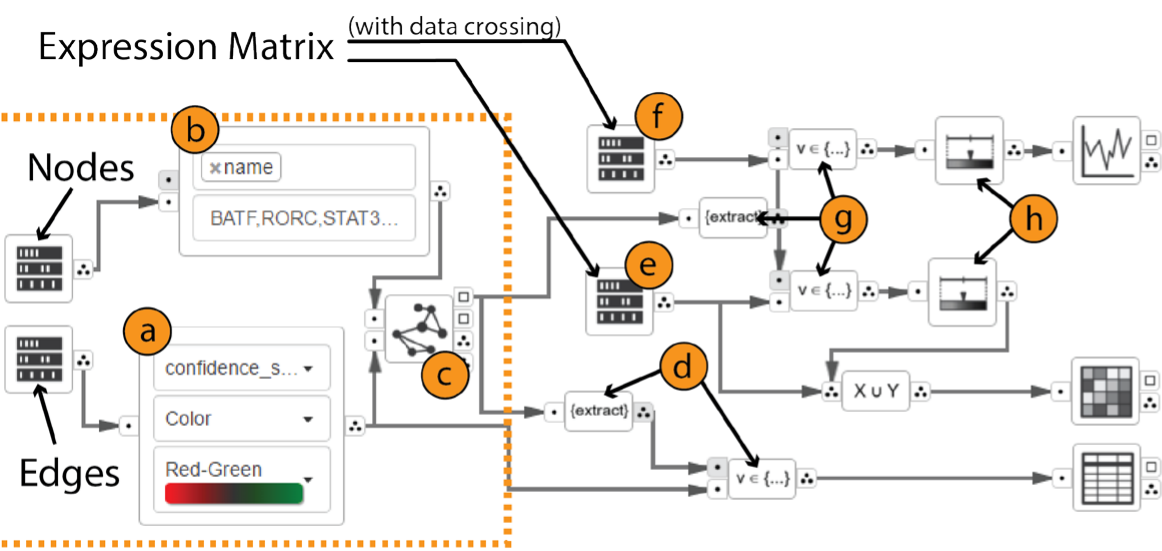 (with data crossing)
Expression Matrix
f
b
Nodes
×name
v ∈ {...}
BATF,RORC,STAT3...
{extract}
g
h
e
v ∈ {...}
a
confidence_s...
c
d
X ∪ Y
Color
{extract}
Edges
Red-Green
v ∈ {...}